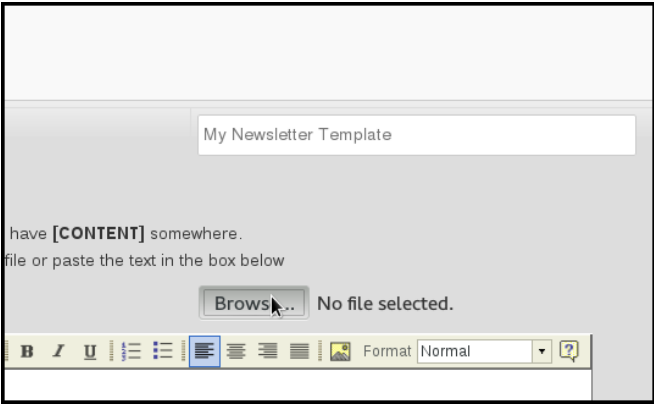 My Newsletter Template
have [CONTENT] somewhere.
file or paste the text in the box below
Brows... No file selected.
B I U Format Normal ?